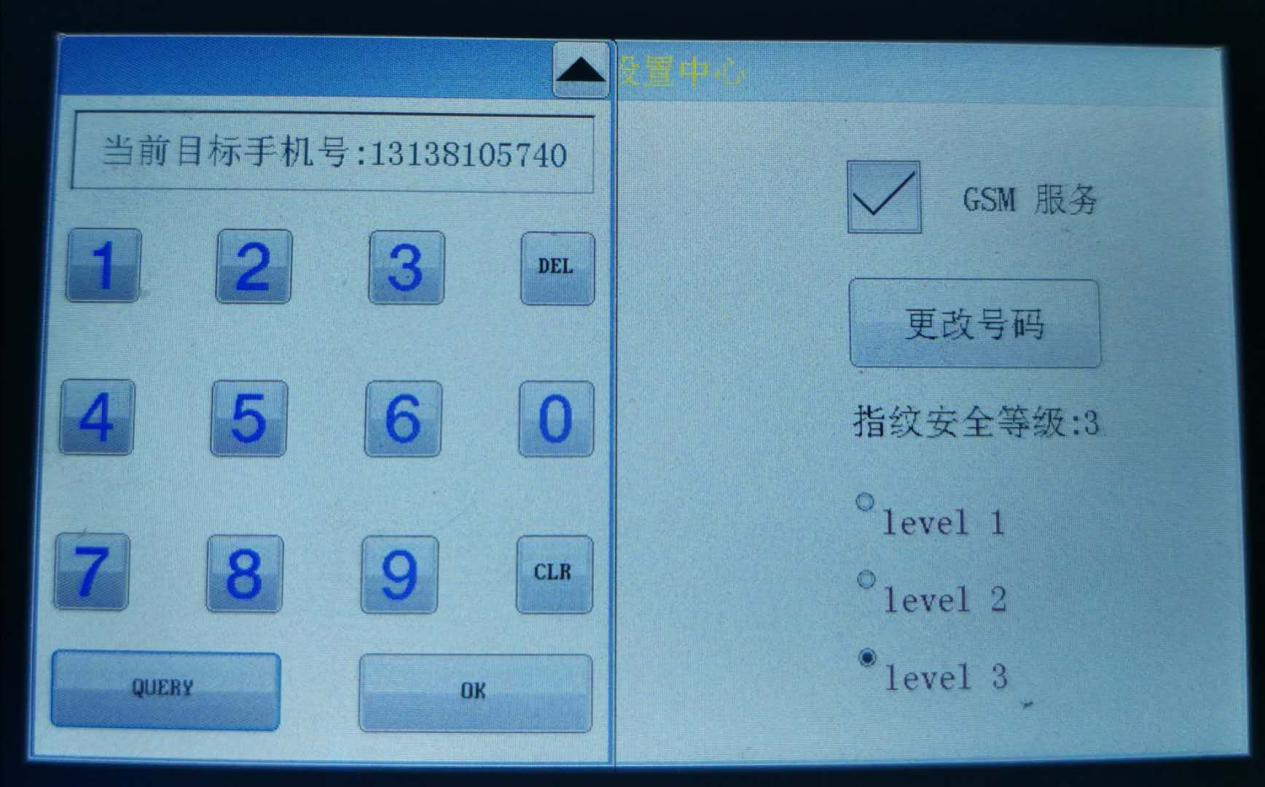 设置中心
当前目标手机号:13138105740
1 2 3 DEL
4 5 6 0
7 8 9 CLR
QUERY OK
GSM 服务
更改号码
指纹安全等级:3
level 1
level 2
level 3